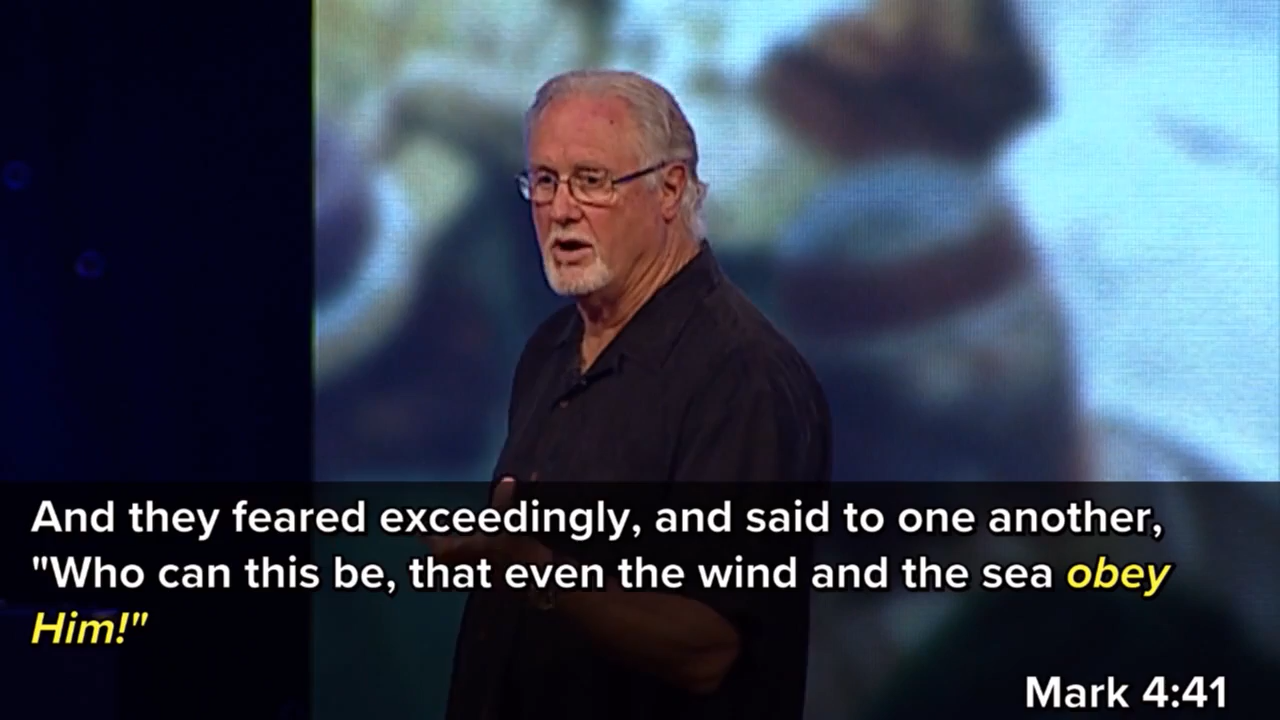 And they feared exceedingly, and said to one another,
"Who can this be, that even the wind and the sea obey
Him!"
Mark 4:41